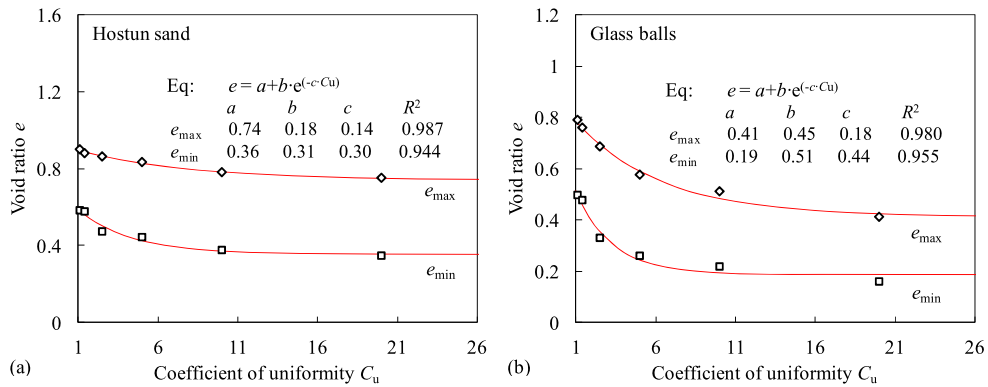 (a)
Hostun sand
Eq: e = a+b·e(-c·Cu)
a b c R2
emax 0.74 0.18 0.14 0.987
emin 0.36 0.31 0.30 0.944
emax
emin
Void ratio e
1.6
1.2
0.8
0.4
0
1 6 11 16 21 26
Coefficient of uniformity Cu
(b)
Glass balls
Eq: e = a+b·e(-c·Cu)
a b c R2
emax 0.41 0.45 0.18 0.980
emin 0.19 0.51 0.44 0.955
emax
emin
Void ratio e
1.2
1
0.8
0.6
0.4
0.2
0
1 6 11 16 21 26
Coefficient of uniformity Cu